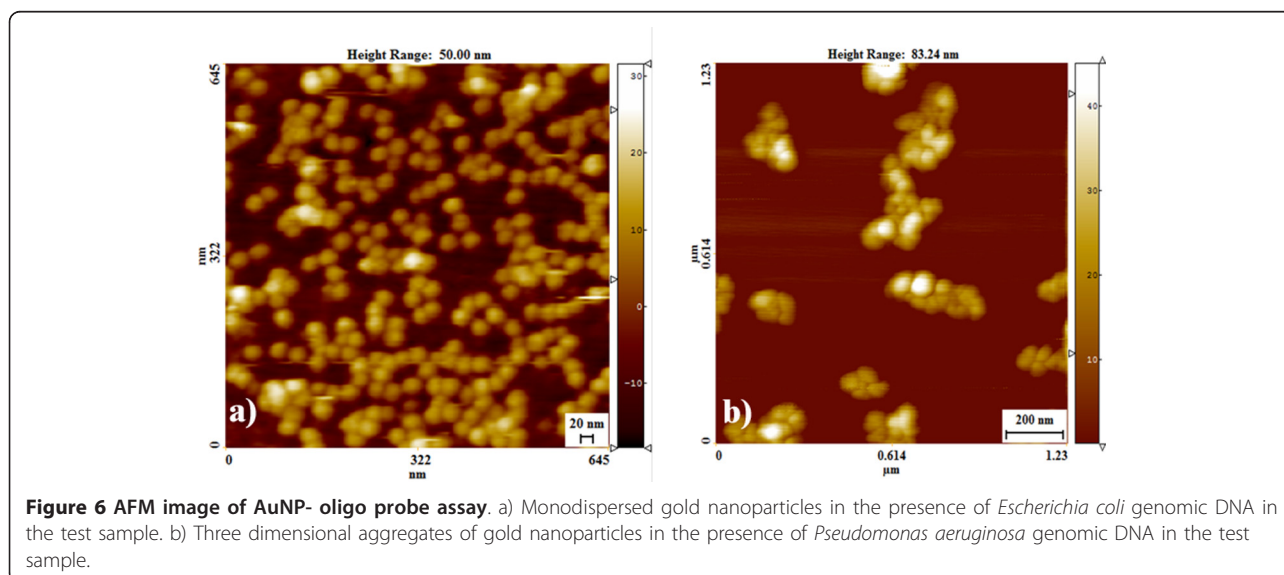 Height Range: 50.00 nm
645
322
0
nm
0
322
645
nm
30
20
10
0
−10
a)
20 nm
Height Range: 83.24 nm
1.23
0.614
0
µm
0
0.614
1.23
µm
40
30
20
10
b)
200 nm
Figure 6 AFM image of AuNP- oligo probe assay. a) Monodispersed gold nanoparticles in the presence of Escherichia coli genomic DNA in
the test sample. b) Three dimensional aggregates of gold nanoparticles in the presence of Pseudomonas aeruginosa genomic DNA in the test
sample.